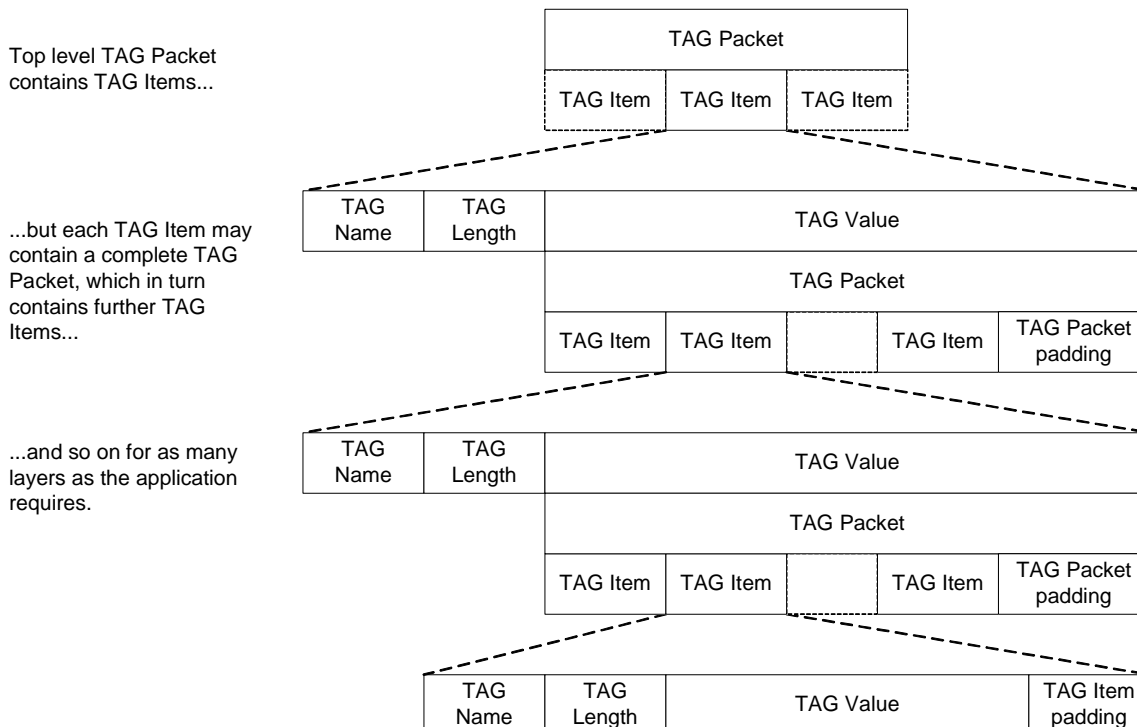 Top level TAG Packet
contains TAG Items...
TAG Packet
TAG Item TAG Item TAG Item
...but each TAG Item may
contain a complete TAG
Packet, which in turn
contains further TAG
Items...
TAG
Name
TAG
Length
TAG Value
TAG Packet
TAG Item TAG Item TAG Item
TAG Packet
padding
...and so on for as many
layers as the application
requires.
TAG
Name
TAG
Length
TAG Value
TAG Packet
TAG Item TAG Item TAG Item
TAG Packet
padding
TAG
Name
TAG
Length
TAG Value
TAG Item
padding